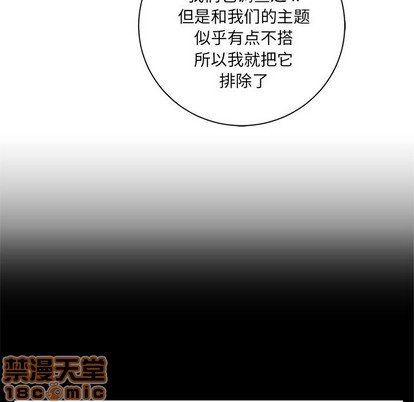 但是和我们的主题
似乎有点不搭
所以我就把它
排除了
禁漫天堂
18COMIC